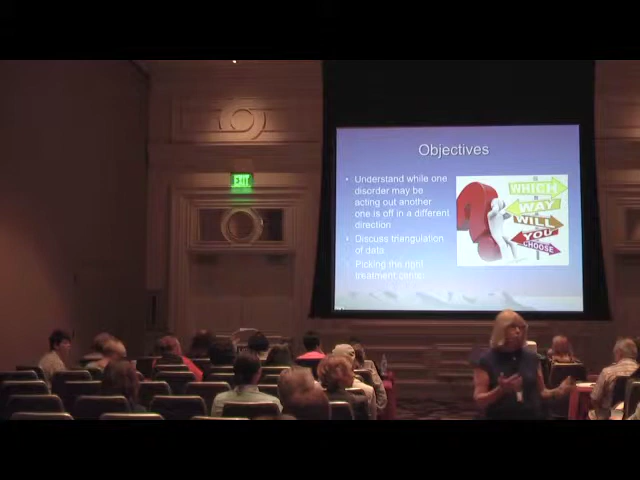 Objectives
EXIT
• Understand while one
disorder may be
acting out another
one is off in a different
direction
• Discuss triangulation
of data
• Picking the right
treatment center
WHICH
WAY
WILL
YOU
CHOOSE